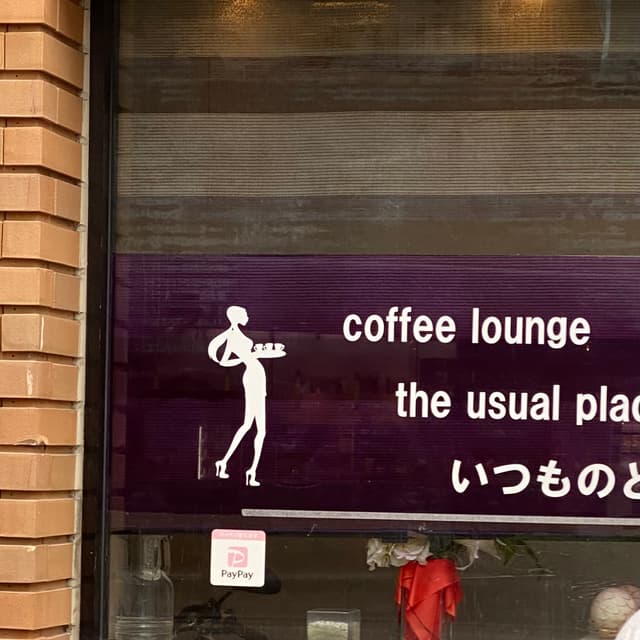 coffee lounge
the usual plac
いつものと
PayPay